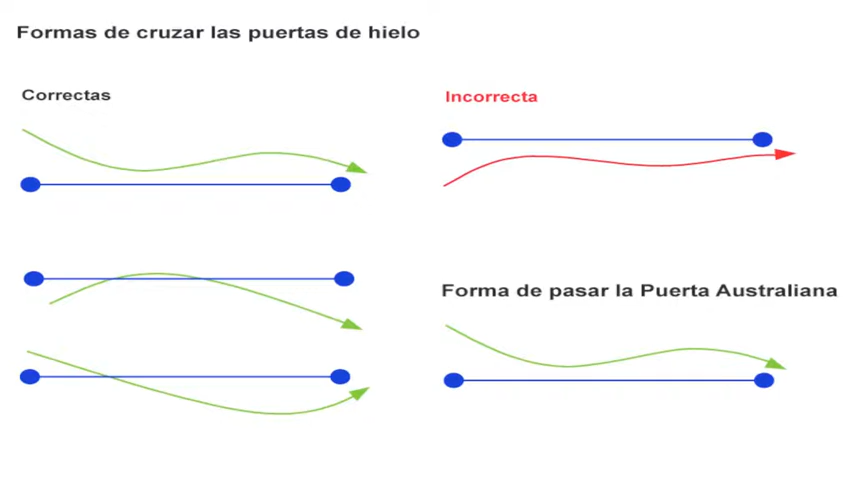 Formas de cruzar las puertas de hielo
Correctas
Incorrecta
Forma de pasar la Puerta Australiana